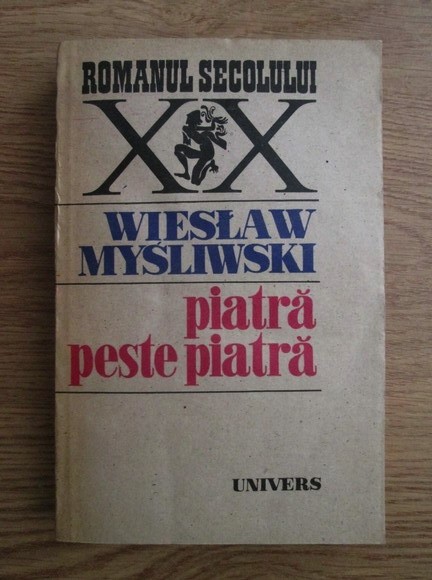 ROMANUL SECOLULUI
XX
WIESŁAW
MYŚLIWSKI
piatră
peste piatră
UNIVERS